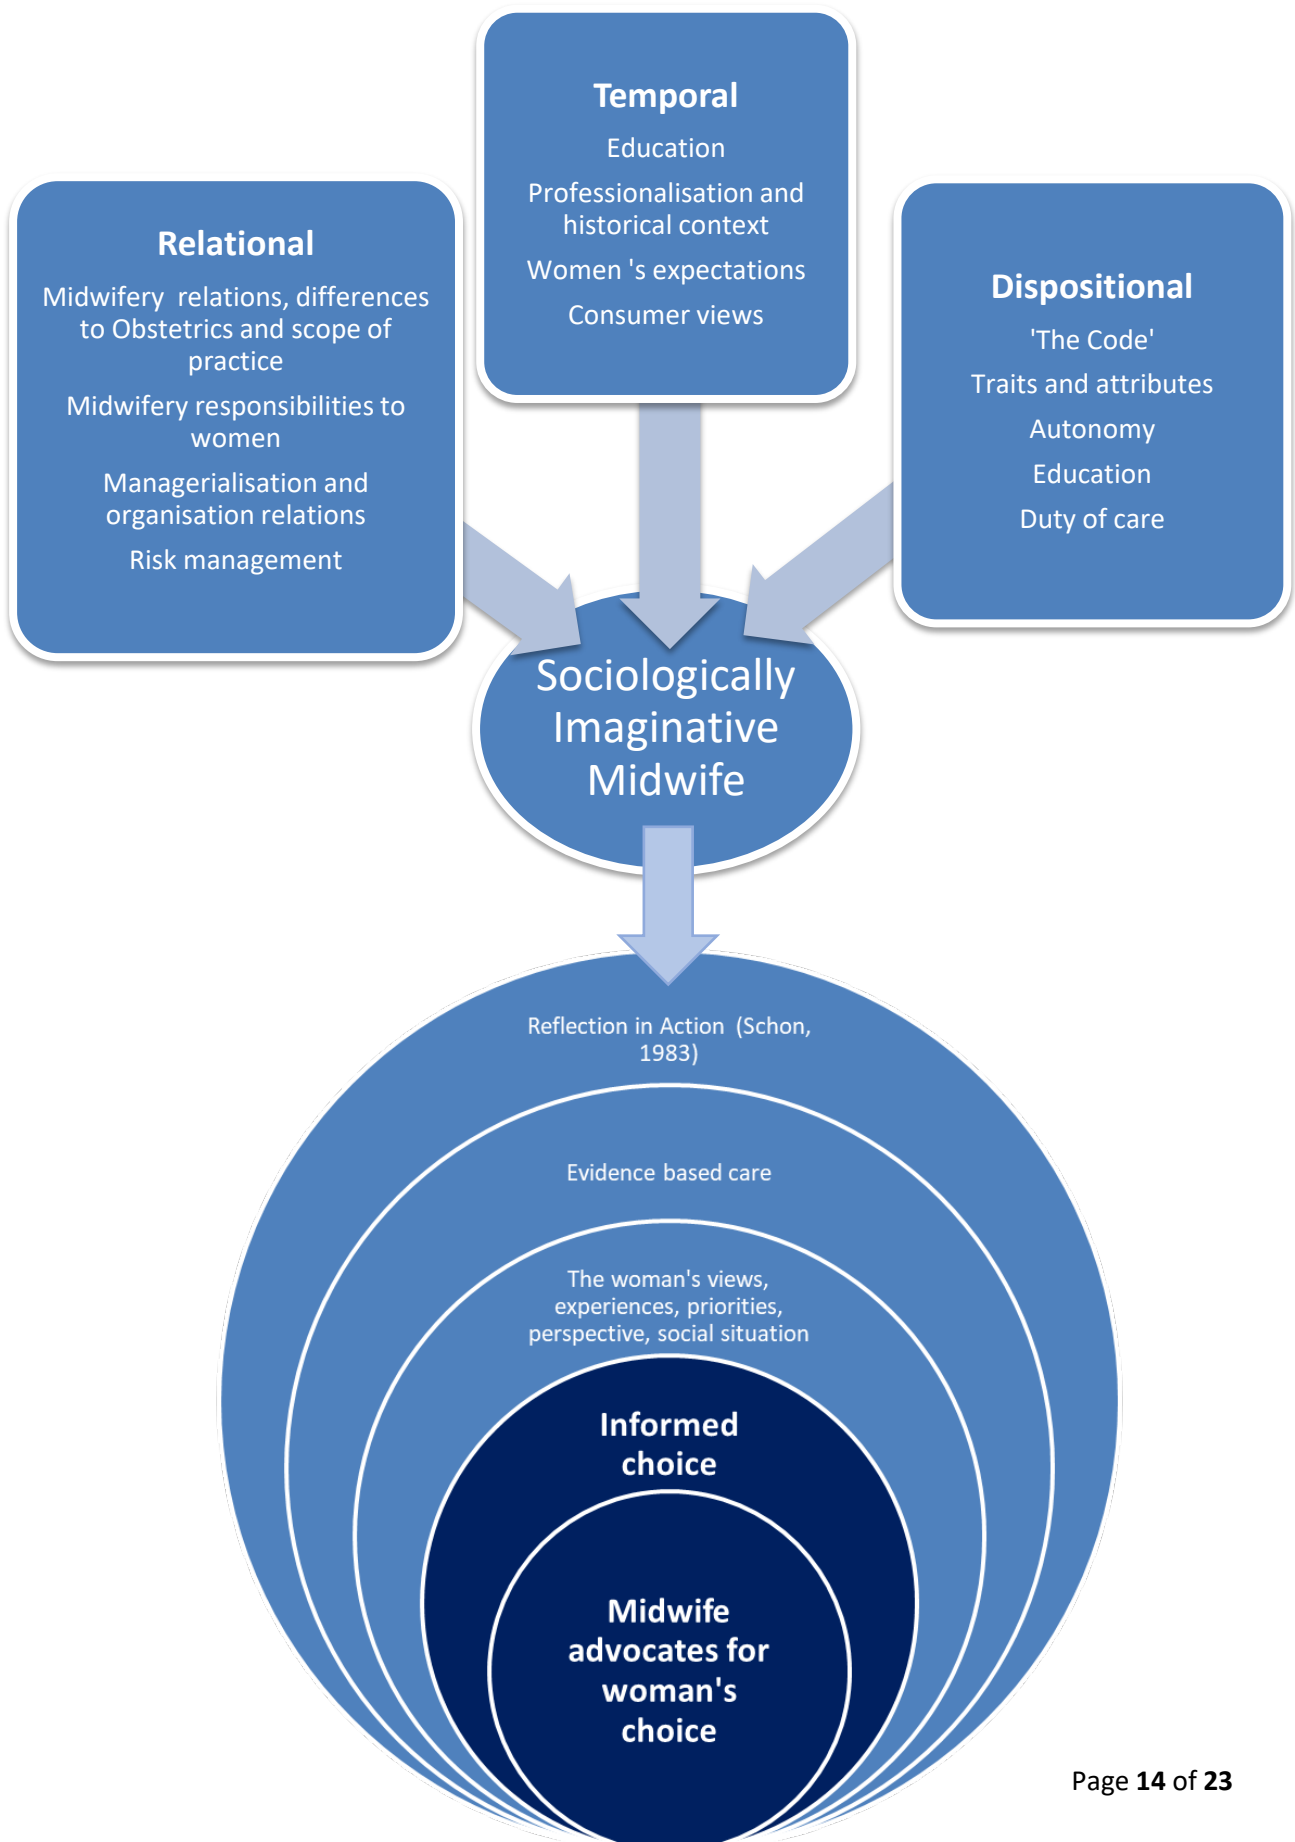 Temporal
Education
Professionalisation and
historical context
Women 's expectations
Consumer views
Relational
Midwifery relations, differences
to Obstetrics and scope of
practice
Midwifery responsibilities to
women
Managerialisation and
organisation relations
Risk management
Dispositional
'The Code'
Traits and attributes
Autonomy
Education
Duty of care
Sociologically
Imaginative
Midwife
Reflection in Action (Schon,
1983)
Evidence based care
The woman's views,
experiences, priorities,
perspective, social situation
Informed
choice
Midwife
advocates for
woman's
choice
Page 14 of 23